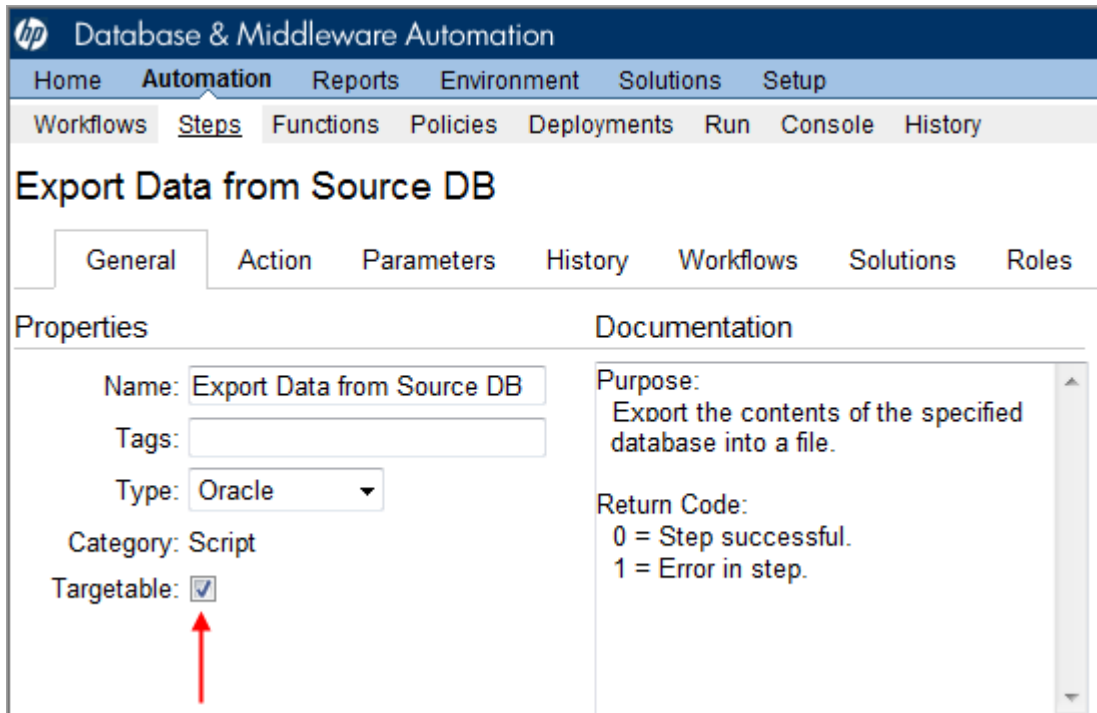 hp Database & Middleware Automation
Home Automation Reports Environment Solutions Setup
Workflows Steps Functions Policies Deployments Run Console History
Export Data from Source DB
General Action Parameters History Workflows Solutions Roles
Properties
Name: Export Data from Source DB
Tags:
Type: Oracle
Category: Script
Targetable:
Documentation
Purpose:
Export the contents of the specified
database into a file.
Return Code:
0 = Step successful.
1 = Error in step.